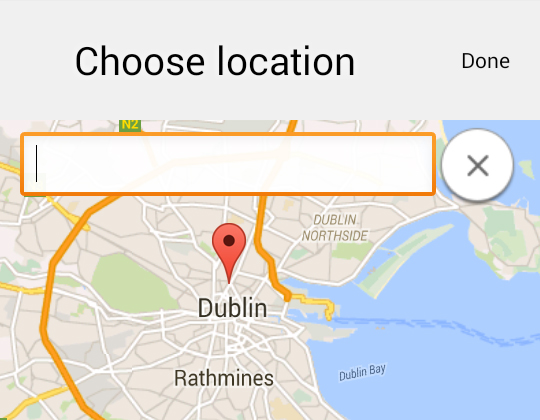 Choose location
Done
N2
DUBLIN
NORTHSIDE
Dublin
Rathmines
Dublin Bay